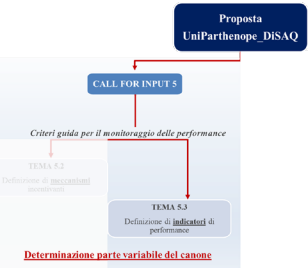 Proposta
UniParthenope_DiSAQ
CALL FOR INPUT 5
Criteri guida per il monitoraggio delle performance
TEMA 5.2
Definizione di meccanismi
incentivanti
TEMA 5.3
Definizione di indicatori di
performance
Determinazione parte variabile del canone